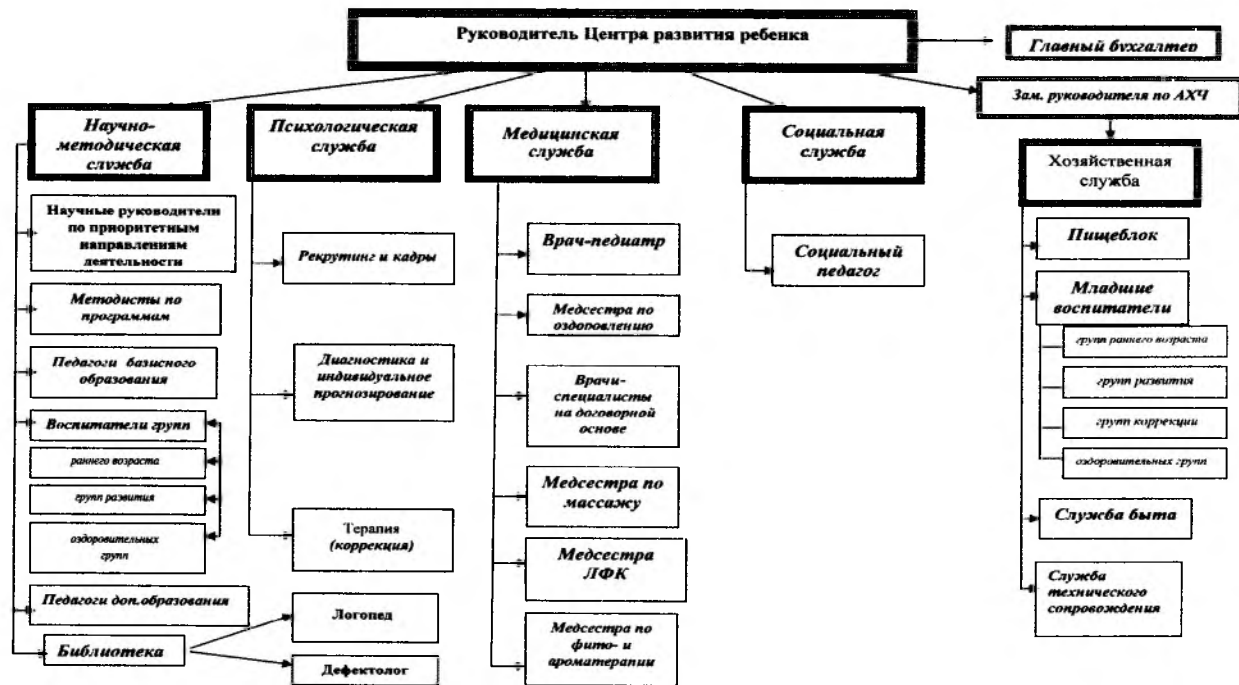 Руководитель Центра развития ребенка
Главный бухгалтер
Зам. руководителя по АХЧ
Научно-
методическая
служба
Психологическая
служба
Медицинская
служба
Социальная
служба
Хозяйственная
служба
Научные руководители
по приоритетным
направлениям
деятельности
Методисты по
программам
Педагоги базисного
образования
Воспитатели групп
раннего возраста
групп развития
оздоровительных
групп
Педагоги доп.образования
Библиотека
Рекрутинг и кадры
Диагностика и
индивидуальное
прогнозирование
Терапия
(коррекция)
Логопед
Дефектолог
Врач-педиатр
Медсестра по
оздоровлению
Врачи-
специалисты
на договорной
основе
Медсестра по
массажу
Медсестра
ЛФК
Медсестра по
фито- и
ароматерапии
Социальный
педагог
Пищеблок
Младшие
воспитатели
групп раннего возраста
групп развития
групп коррекции
оздоровительных групп
Служба быта
Служба
технического
сопровождения